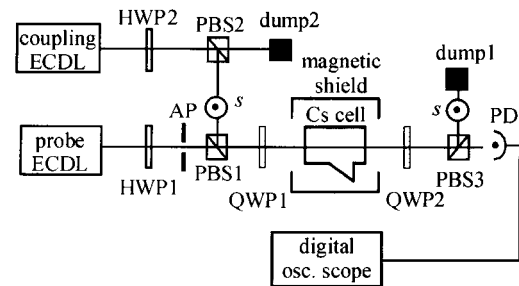 HWP2
PBS2
dump2
coupling
ECDL
magnetic
shield
dump1
AP
s
Cs cell
s
PD
probe
ECDL
HWP1
PBS1
QWP1
QWP2
PBS3
digital
osc. scope